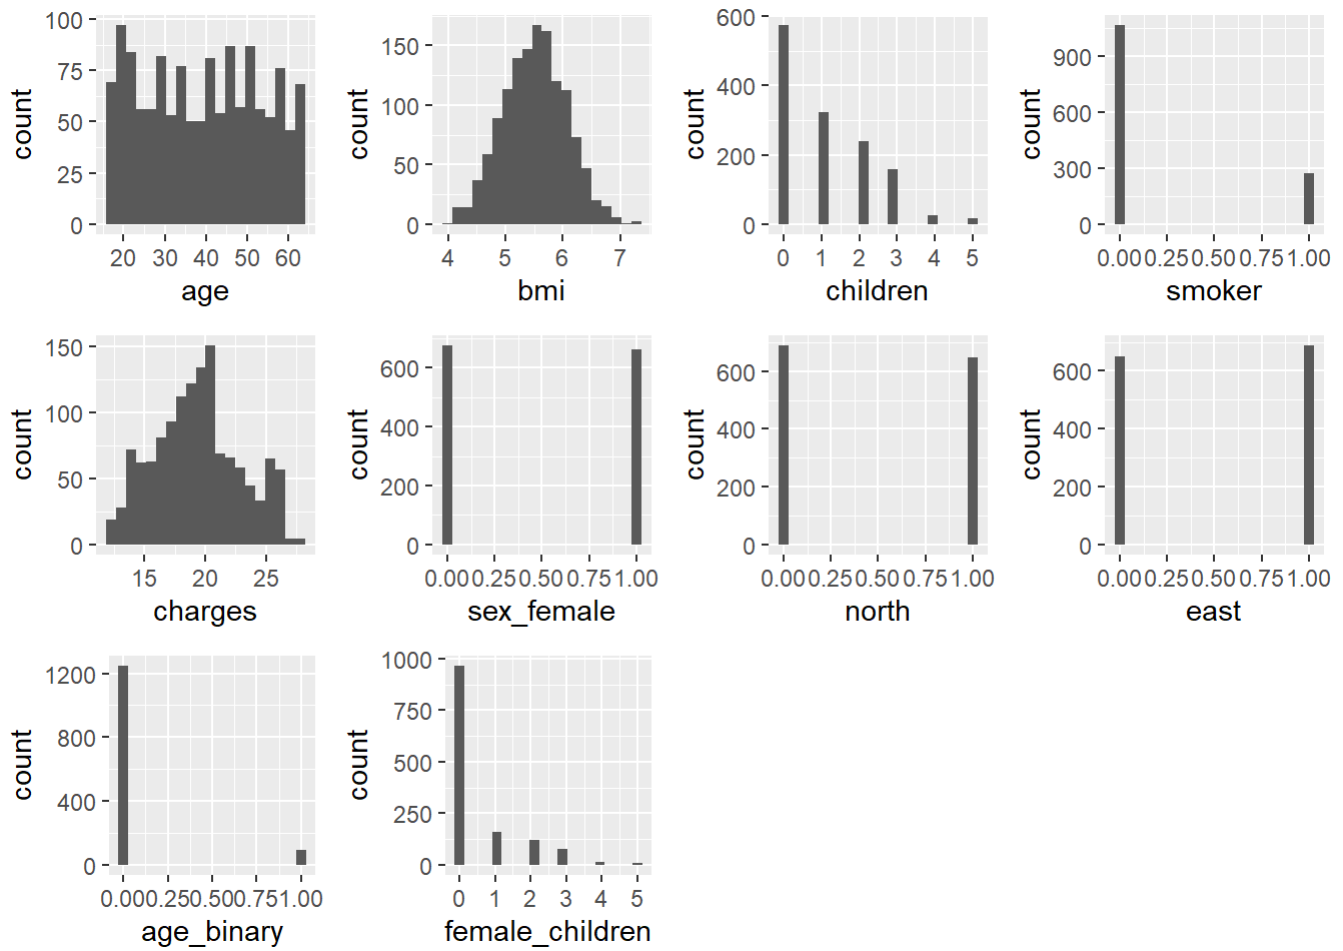 100
75
50
25
0
count
20 30 40 50 60
age
150
100
50
0
count
4 5 6 7
bmi
600
400
200
0
count
0 1 2 3 4 5
children
900
600
300
0
count
0.00 0.25 0.50 0.75 1.00
smoker
150
100
50
0
count
15 20 25
charges
600
400
200
0
count
0.00 0.25 0.50 0.75 1.00
sex_female
600
400
200
0
count
0.00 0.25 0.50 0.75 1.00
north
600
400
200
0
count
0.00 0.25 0.50 0.75 1.00
east
1200
800
400
0
count
0.00 0.25 0.50 0.75 1.00
age_binary
1000
750
500
250
0
count
0 1 2 3 4 5
female_children